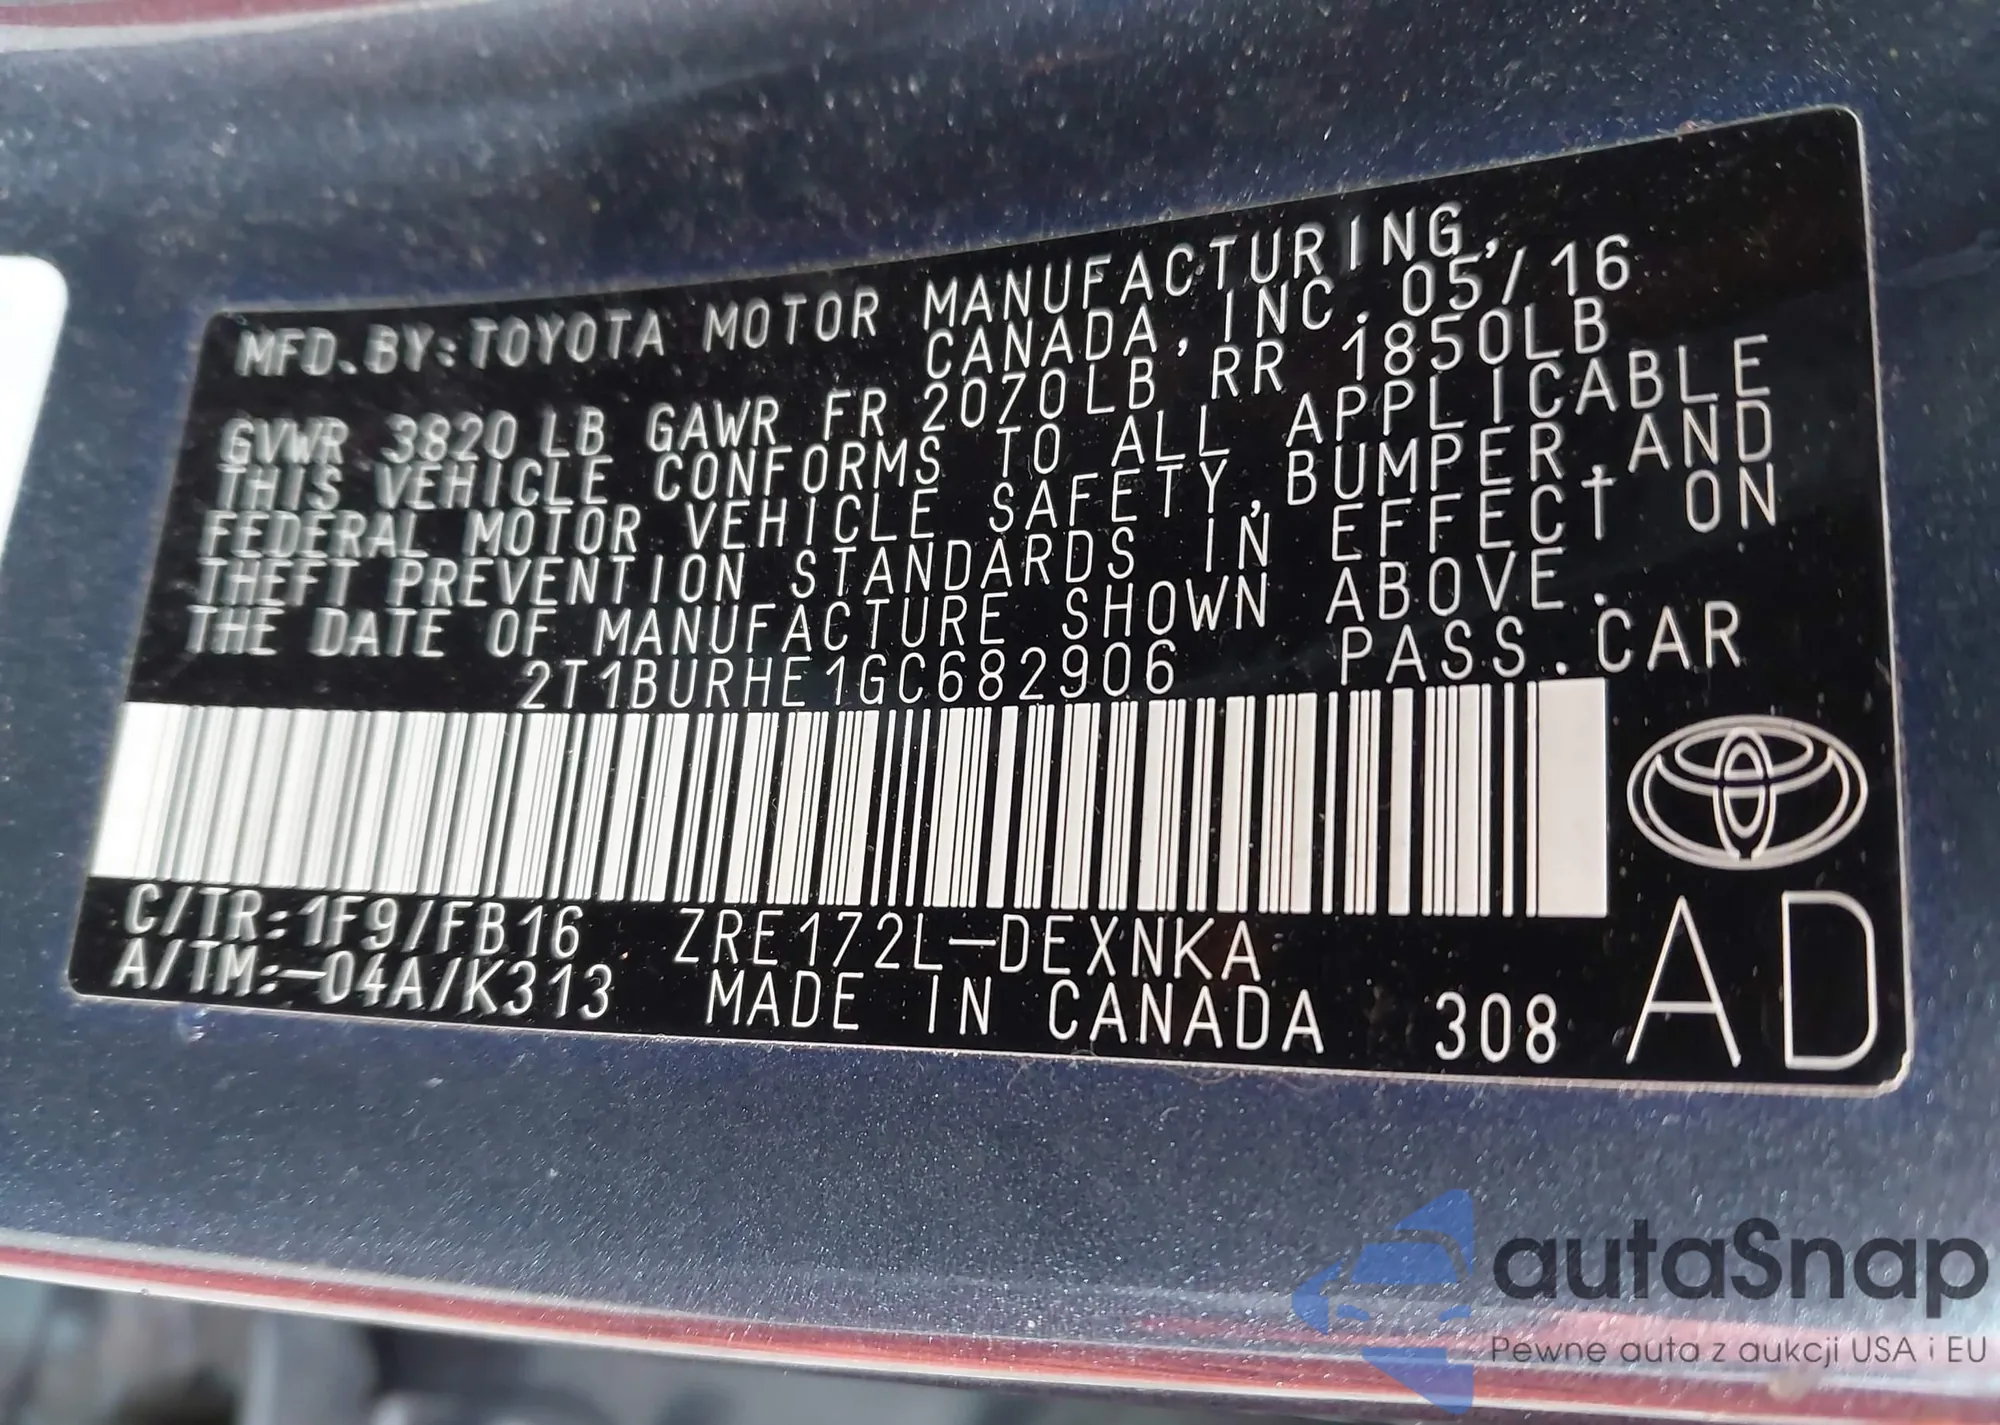 MFD.BY:TOYOTA MOTOR MANUFACTURING,
CANADA, INC. 05/16
GVWR 3820 LB GAWR FR 2070LB RR 1850LB
THIS VEHICLE CONFORMS TO ALL APPLICABLE
FEDERAL MOTOR VEHICLE SAFETY,BUMPER,AND
THEFT PREVENTION STANDARDS IN EFFECT ON
THE DATE OF MANUFACTURE SHOWN ABOVE.
2T1BURHE1GC682906 PASS.CAR
C/TR:1F9/FB16 ZRE172L-DEXNKA
A/TM:-04A/K313 MADE IN CANADA 308
AD
autaSnap
Pewne auta z aukcji USA i EU